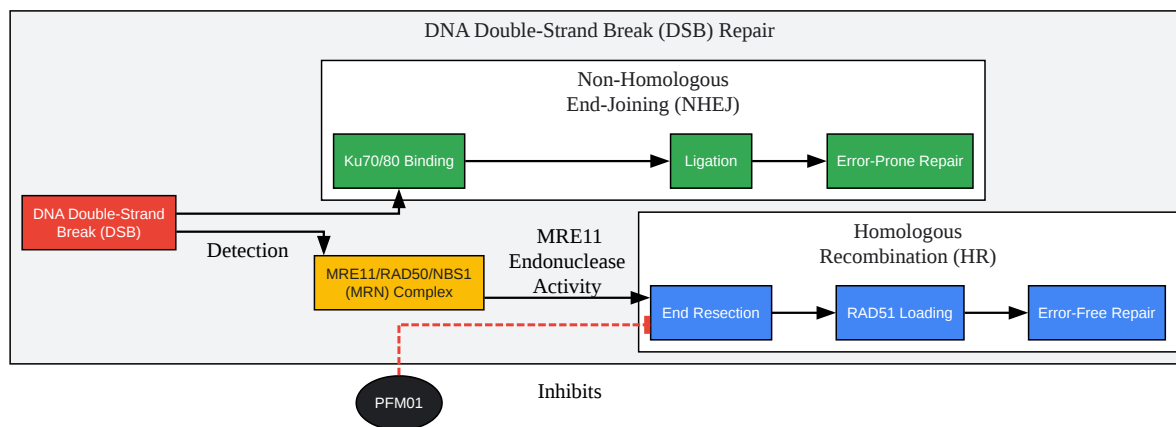 DNA Double-Strand Break (DSB) Repair
Non-Homologous
End-Joining (NHEJ)
Ku70/80 Binding
Ligation
Error-Prone Repair
DNA Double-Strand
Break (DSB)
Detection
MRE11/RAD50/NBS1
(MRN) Complex
MRE11
Endonuclease
Activity
Homologous
Recombination (HR)
End Resection
RAD51 Loading
Error-Free Repair
Inhibits
PFM01